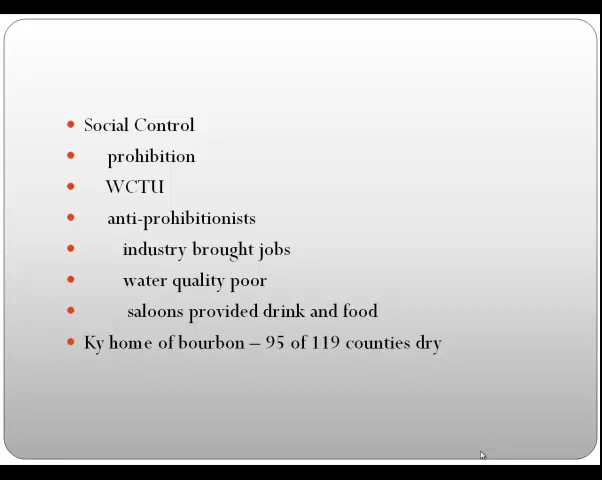 • Social Control
• prohibition
• WCTU
• anti-prohibitionists
• industry brought jobs
• water quality poor
• saloons provided drink and food
• Ky home of bourbon – 95 of 119 counties dry